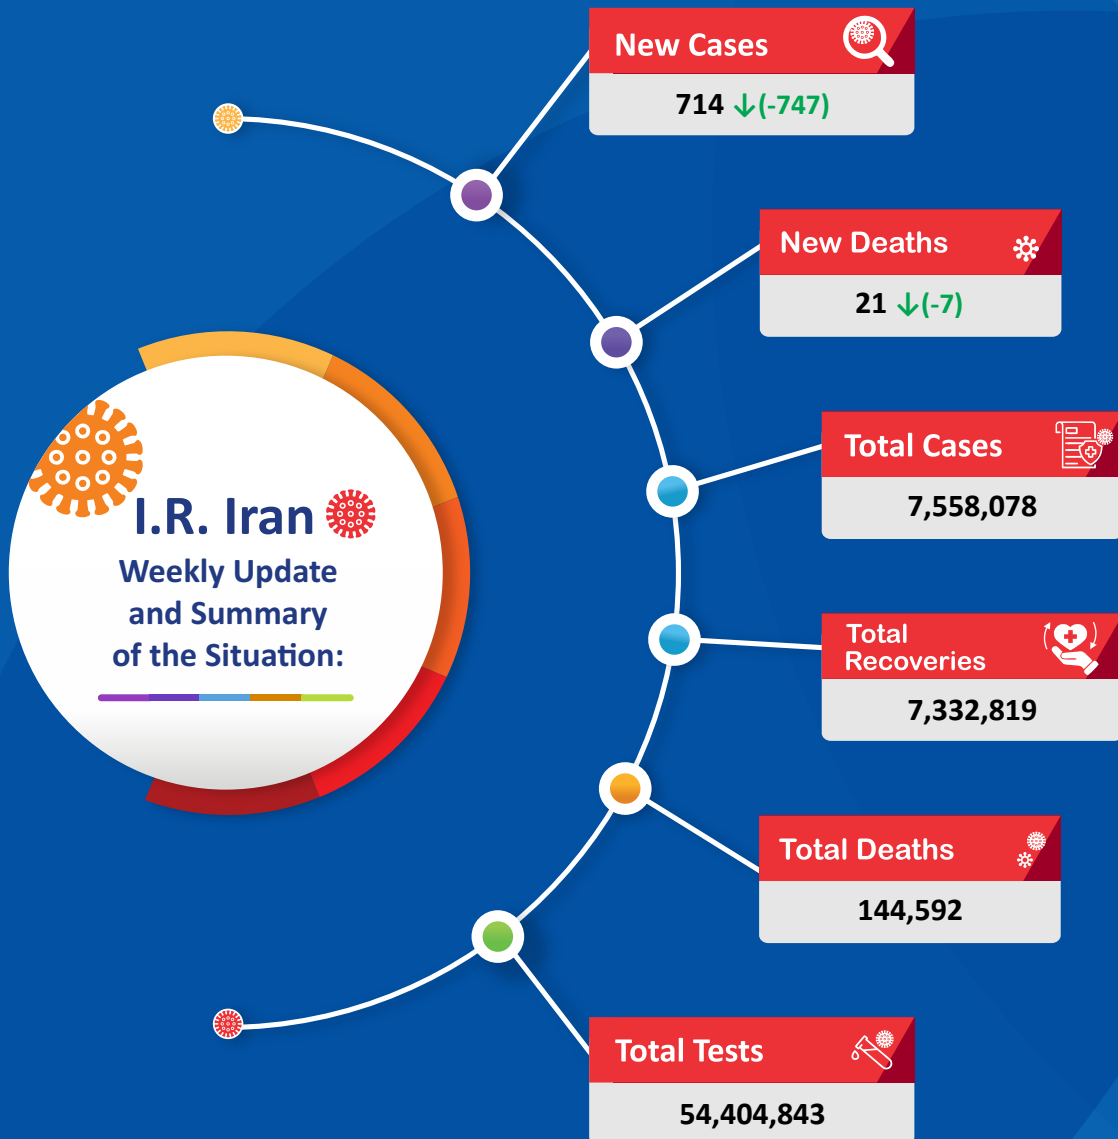 New Cases
714 ↓(-747)
New Deaths
21 ↓(-7)
Total Cases
7,558,078
I.R. Iran
Weekly Update
and Summary
of the Situation:
Total
Recoveries
7,332,819
Total Deaths
144,592
Total Tests
54,404,843